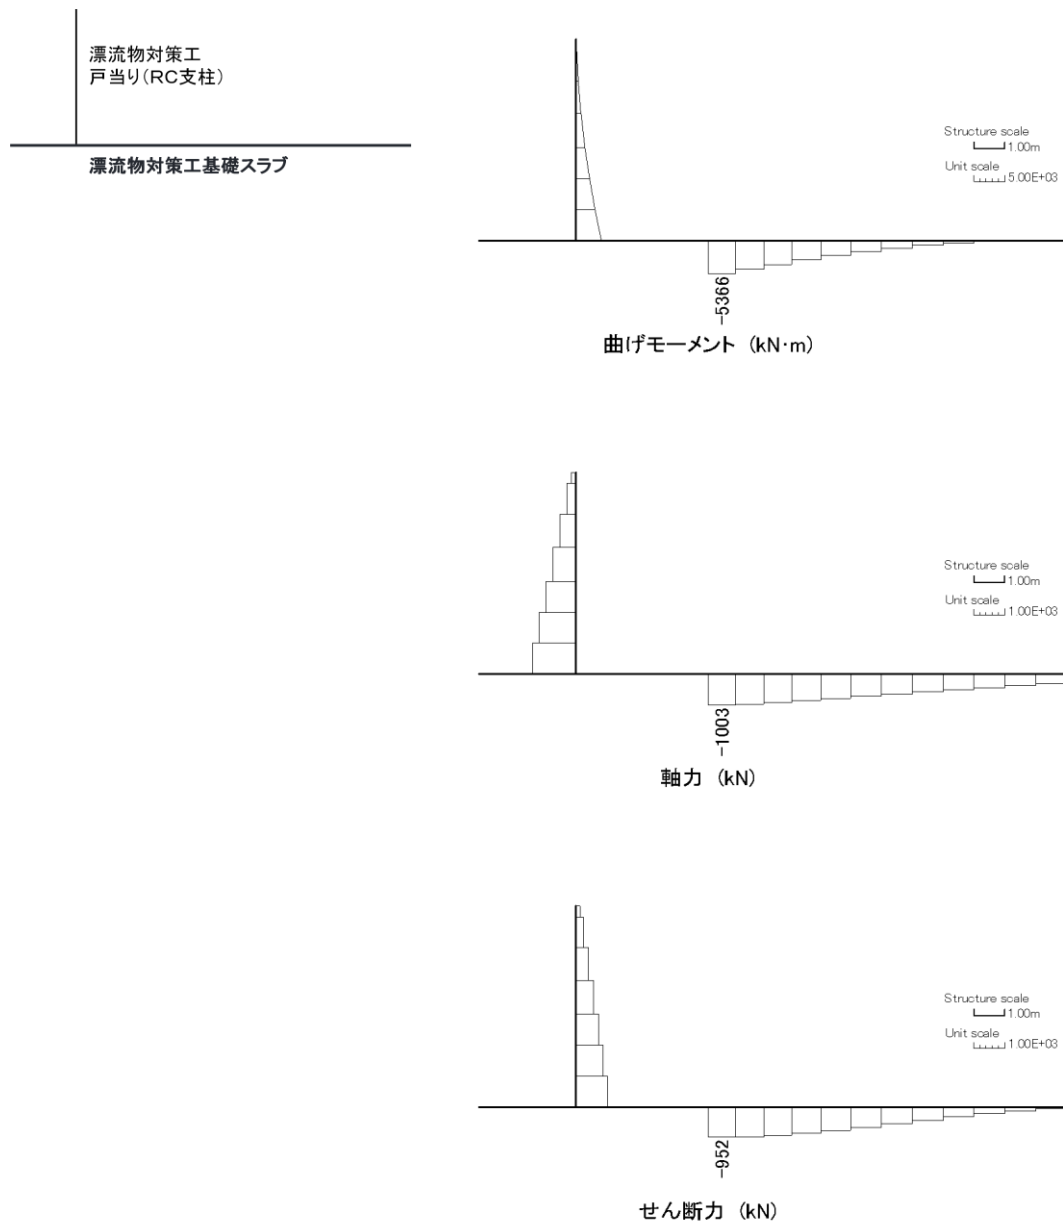 漂流物対策工
戸当り(RC支柱)
漂流物対策工基礎スラブ
Structure scale
1.00m
Unit scale
5.00E+03
-5366
曲げモーメント (kN·m)
Structure scale
1.00m
Unit scale
1.00E+03
-1003
軸力 (kN)
Structure scale
1.00m
Unit scale
1.00E+03
-952
せん断力 (kN)